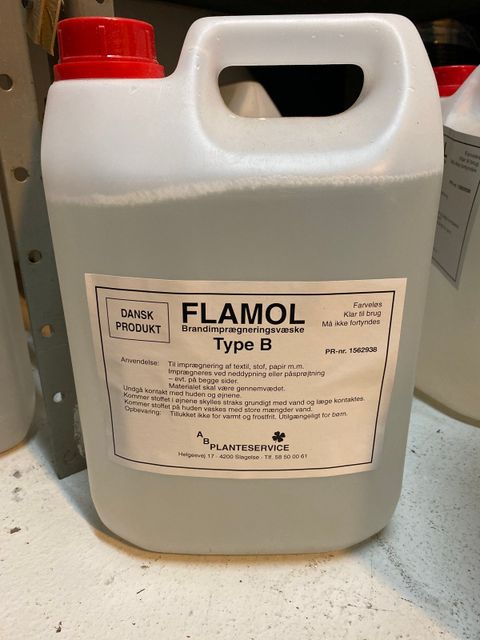 DANSK
PRODUKT
FLAMOL
Brandimprægneringsvæske
Type B
Farveløs
Klar til brug
Må ikke fortyndes
PR-nr. 1562938
Anvendelse: Til imprægnering af textil, stof, papir m.m.
Imprægneres ved neddypning eller påsprøjtning
– evt. på begge sider.
Materialet skal være gennemvædet.
Undgå kontakt med huden og øjnene.
Kommer stoffet i øjnene skylles straks grundigt med vand og læge kontaktes.
Kommer stoffet på huden vaskes med store mængder vand.
Opbevaring: Tillukket ikke for varmt og frostfrit. Utilgængeligt for børn.
AB PLANTESERVICE
Helgeevej 17 - 4200 Slagelse - Tlf. 58 50 00 61